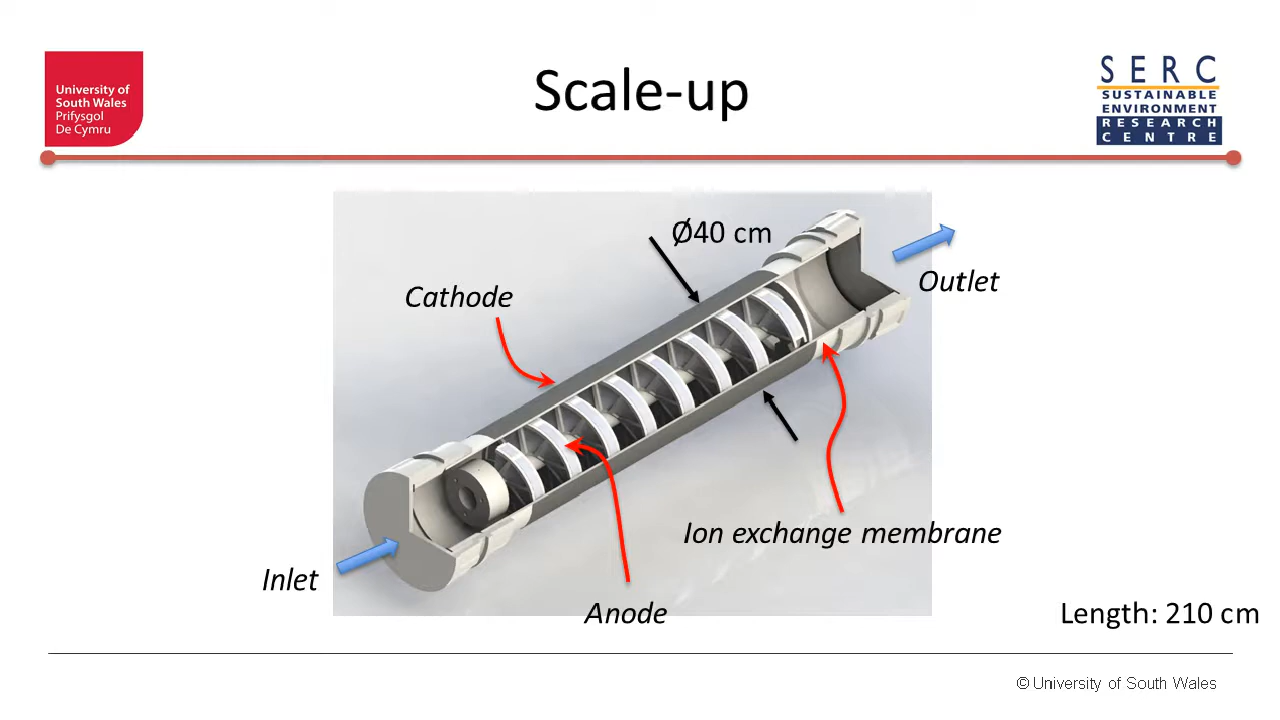 University of
South Wales
Prifysgol
De Cymru
Scale-up
SERC
SUSTAINABLE
ENVIRONMENT
RESEARCH
CENTRE
Ø40 cm
Cathode
Outlet
Ion exchange membrane
Inlet
Anode
Length: 210 cm
© University of South Wales